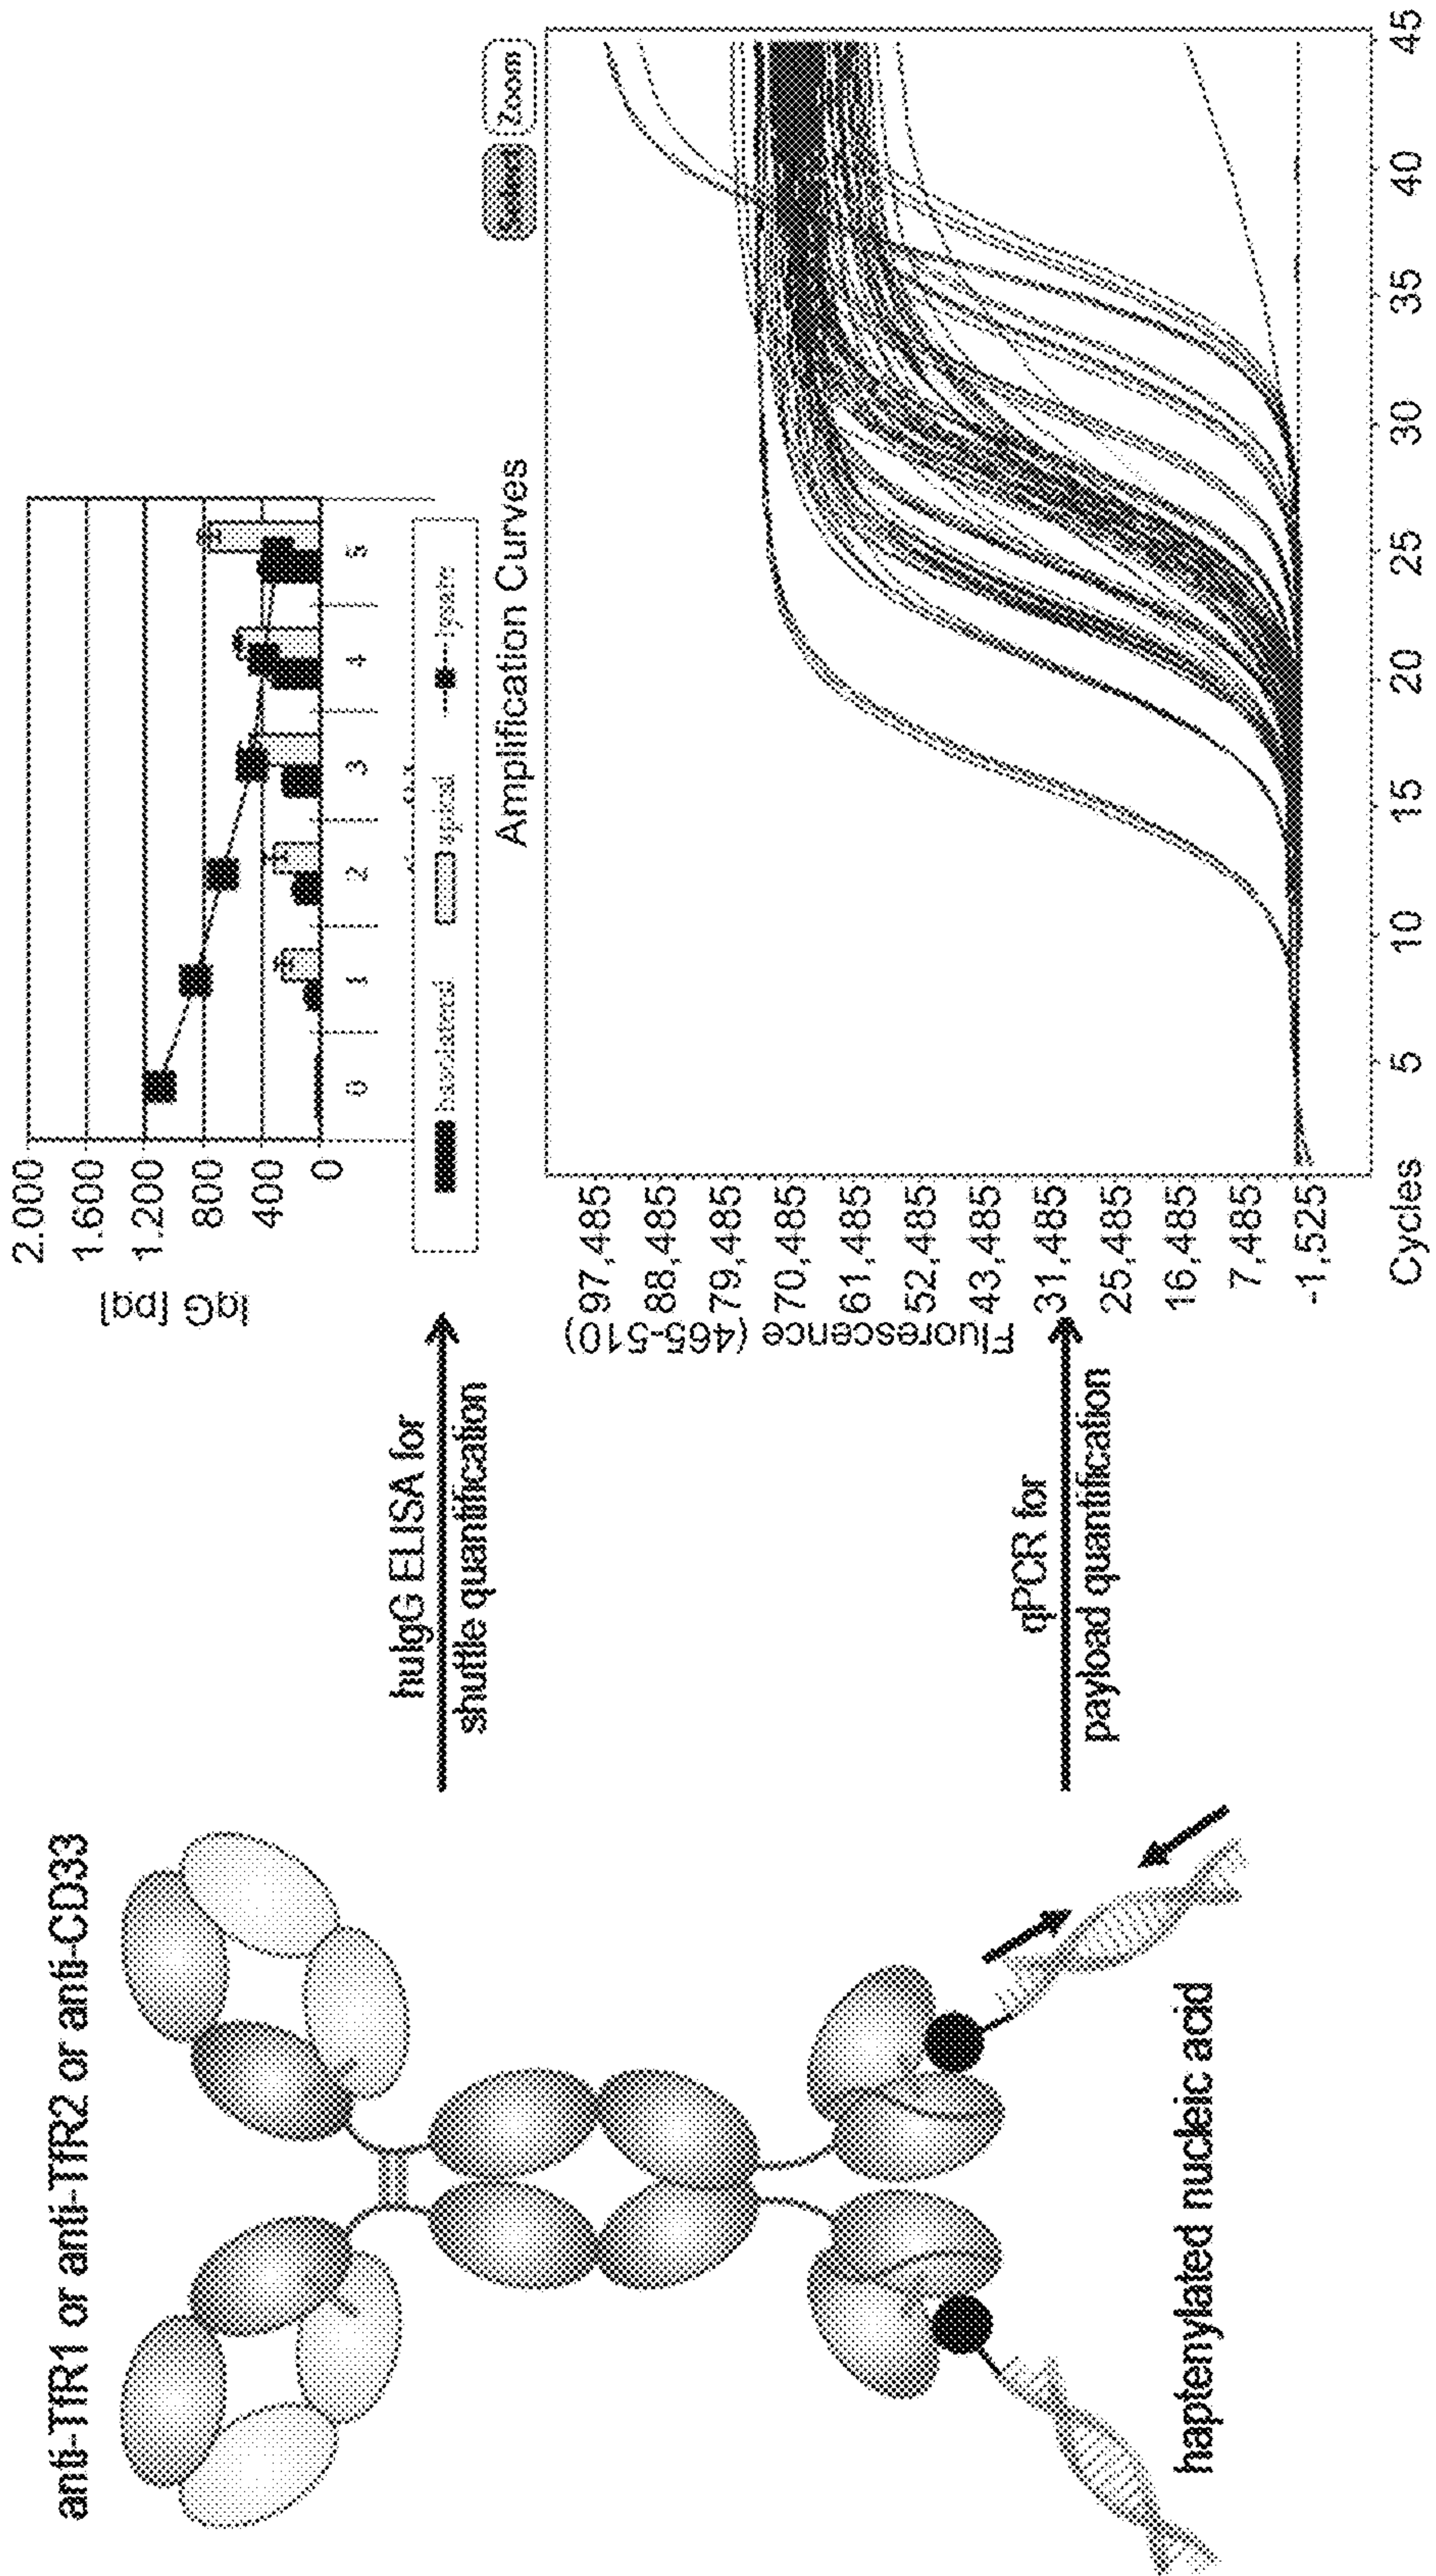 anti-TfR1 or anti-TfR2 or anti-CD33
haptenylated nucleic acid
huIgG ELISA for
shuttle quantification
qPCR for
payload quantification
IgG [pg]
2.000
1.600
1.200
800
400
0
0 1 2 3 4 5
basolateral apical lysate
Amplification Curves
Zoom
Fluorescence (465-510)
97,485
88,485
79,485
70,485
61,485
52,485
43,485
31,485
25,485
16,485
7,485
-1,525
Cycles 5 10 15 20 25 30 35 40 45